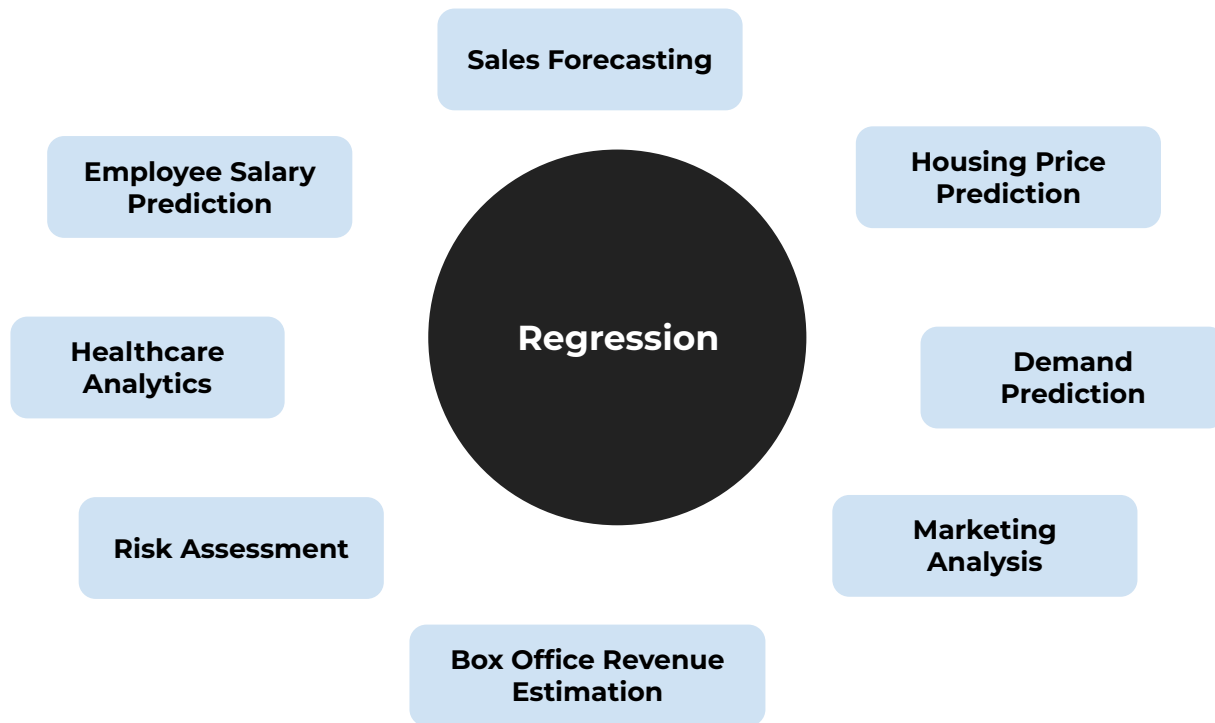 Sales Forecasting
Employee Salary
Prediction
Housing Price
Prediction
Regression
Healthcare
Analytics
Demand
Prediction
Risk Assessment
Marketing
Analysis
Box Office Revenue
Estimation